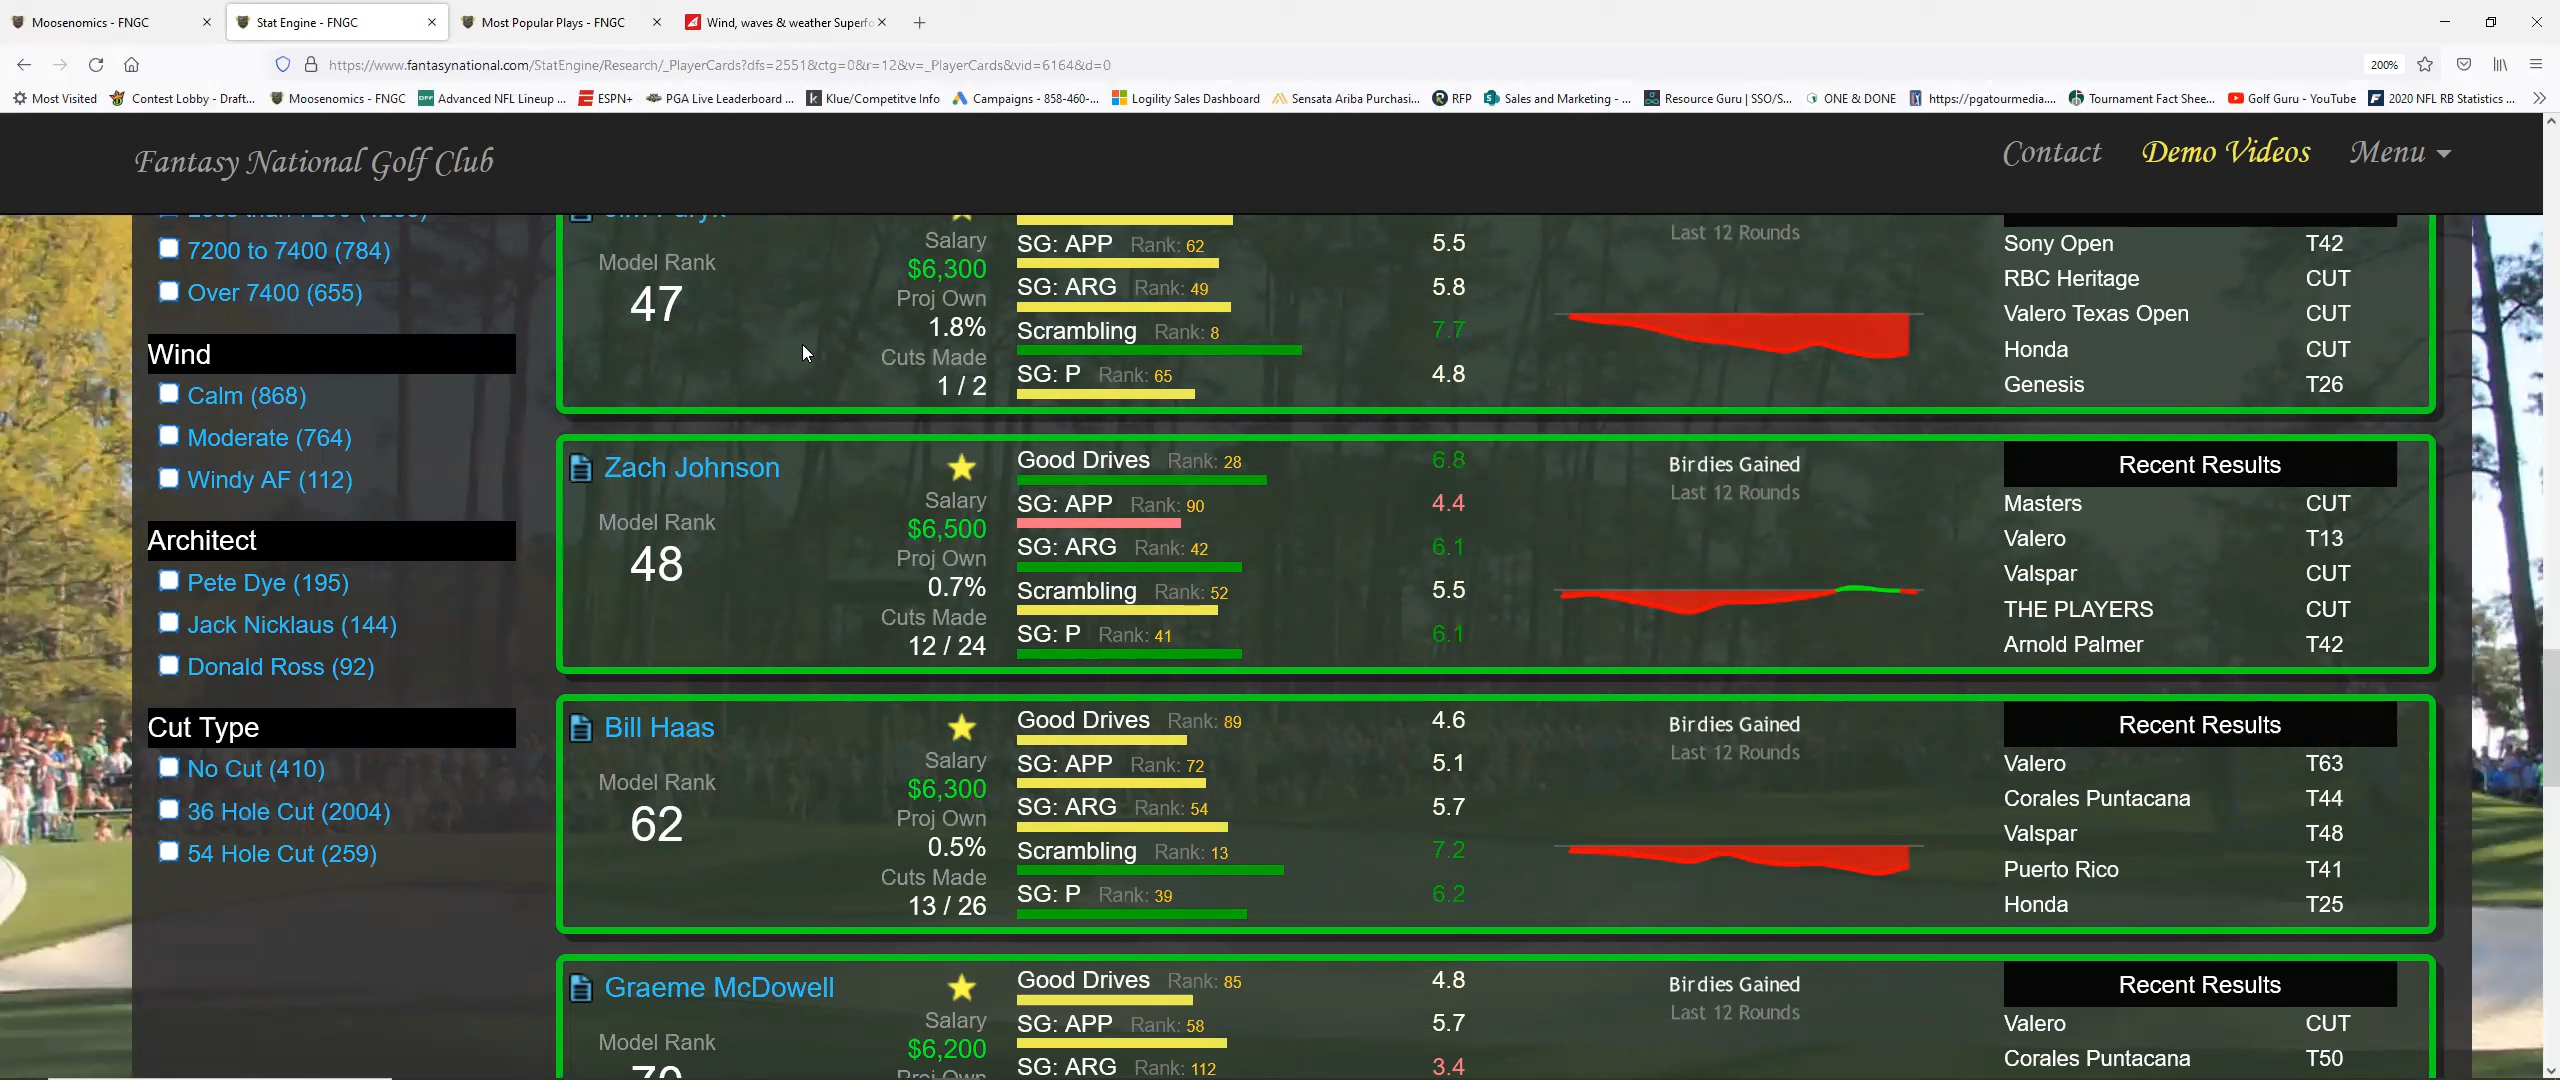 Moosenomics - FNGC
Stat Engine - FNGC
Most Popular Plays - FNGC
Wind, waves & weather Superfo
https://www.fantasynational.com/StatEngine/Research/_PlayerCards?dfs=2551&ctg=0&r=12&v=_PlayerCards&vid=6164&d=0
200%
Most Visited
Contest Lobby - Draft...
Moosenomics - FNGC
Advanced NFL Lineup ...
ESPN+
PGA Live Leaderboard ...
Klue/Competitve Info
Campaigns - 858-460-...
Logility Sales Dashboard
Sensata Ariba Purchasi...
RFP
Sales and Marketing - ...
Resource Guru | SSO/S...
ONE & DONE
https://pgatourmedia....
Tournament Fact Shee...
Golf Guru - YouTube
2020 NFL RB Statistics ...
Fantasy National Golf Club
Contact
Demo Videos
Menu
7200 to 7400 (784)
Over 7400 (655)
Wind
Calm (868)
Moderate (764)
Windy AF (112)
Architect
Pete Dye (195)
Jack Nicklaus (144)
Donald Ross (92)
Cut Type
No Cut (410)
36 Hole Cut (2004)
54 Hole Cut (259)
Model Rank
47
Salary
$6,300
Proj Own
1.8%
Cuts Made
1 / 2
SG: APP Rank: 62 5.5
SG: ARG Rank: 49 5.8
Scrambling Rank: 8 7.7
SG: P Rank: 65 4.8
Last 12 Rounds
Sony Open T42
RBC Heritage CUT
Valero Texas Open CUT
Honda CUT
Genesis T26
Zach Johnson
Model Rank
48
Salary
$6,500
Proj Own
0.7%
Cuts Made
12 / 24
Good Drives Rank: 28 6.8
SG: APP Rank: 90 4.4
SG: ARG Rank: 42 6.1
Scrambling Rank: 52 5.5
SG: P Rank: 41 6.1
Birdies Gained
Last 12 Rounds
Recent Results
Masters CUT
Valero T13
Valspar CUT
THE PLAYERS CUT
Arnold Palmer T42
Bill Haas
Model Rank
62
Salary
$6,300
Proj Own
0.5%
Cuts Made
13 / 26
Good Drives Rank: 89 4.6
SG: APP Rank: 72 5.1
SG: ARG Rank: 54 5.7
Scrambling Rank: 13 7.2
SG: P Rank: 39 6.2
Birdies Gained
Last 12 Rounds
Recent Results
Valero T63
Corales Puntacana T44
Valspar T48
Puerto Rico T41
Honda T25
Graeme McDowell
Model Rank
Salary
$6,200
Good Drives Rank: 85 4.8
SG: APP Rank: 58 5.7
SG: ARG Rank: 112 3.4
Birdies Gained
Last 12 Rounds
Recent Results
Valero CUT
Corales Puntacana T50